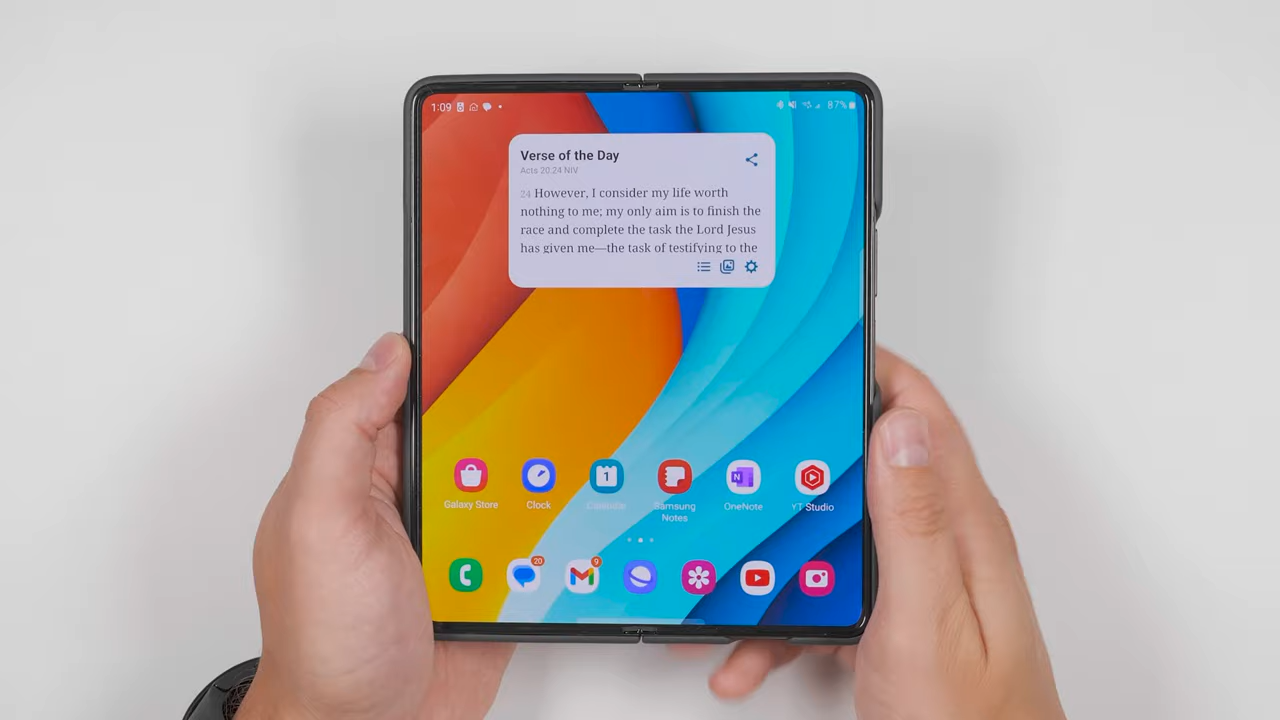 1:09
87%
Verse of the Day
Acts 20:24 NIV
24 However, I consider my life worth
nothing to me; my only aim is to finish the
race and complete the task the Lord Jesus
has given me—the task of testifying to the
1
N
Galaxy Store
Clock
Calendar
Samsung
Notes
OneNote
YT Studio
20
9